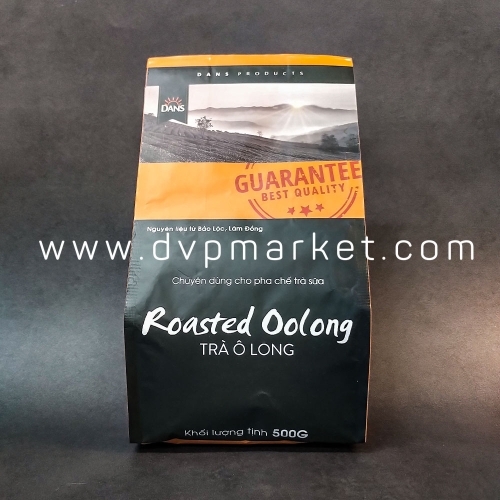 DANS PRODUCTS
DANS
GUARANTEE
BEST QUALITY
Nguyên liệu từ Bảo Lộc, Lâm Đồng
www.dvpmarket.com
Chuyên dùng cho pha chế trà sữa
Roasted Oolong
TRÀ Ô LONG
Khối lượng tịnh 500G